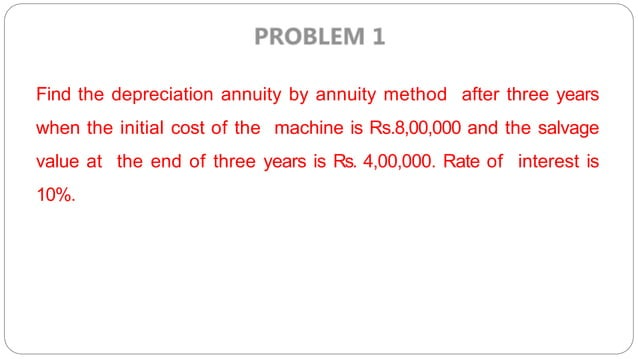 PROBLEM 1
Find the depreciation annuity by annuity method after three years
when the initial cost of the machine is Rs.8,00,000 and the salvage
value at the end of three years is Rs. 4,00,000. Rate of interest is
10%.